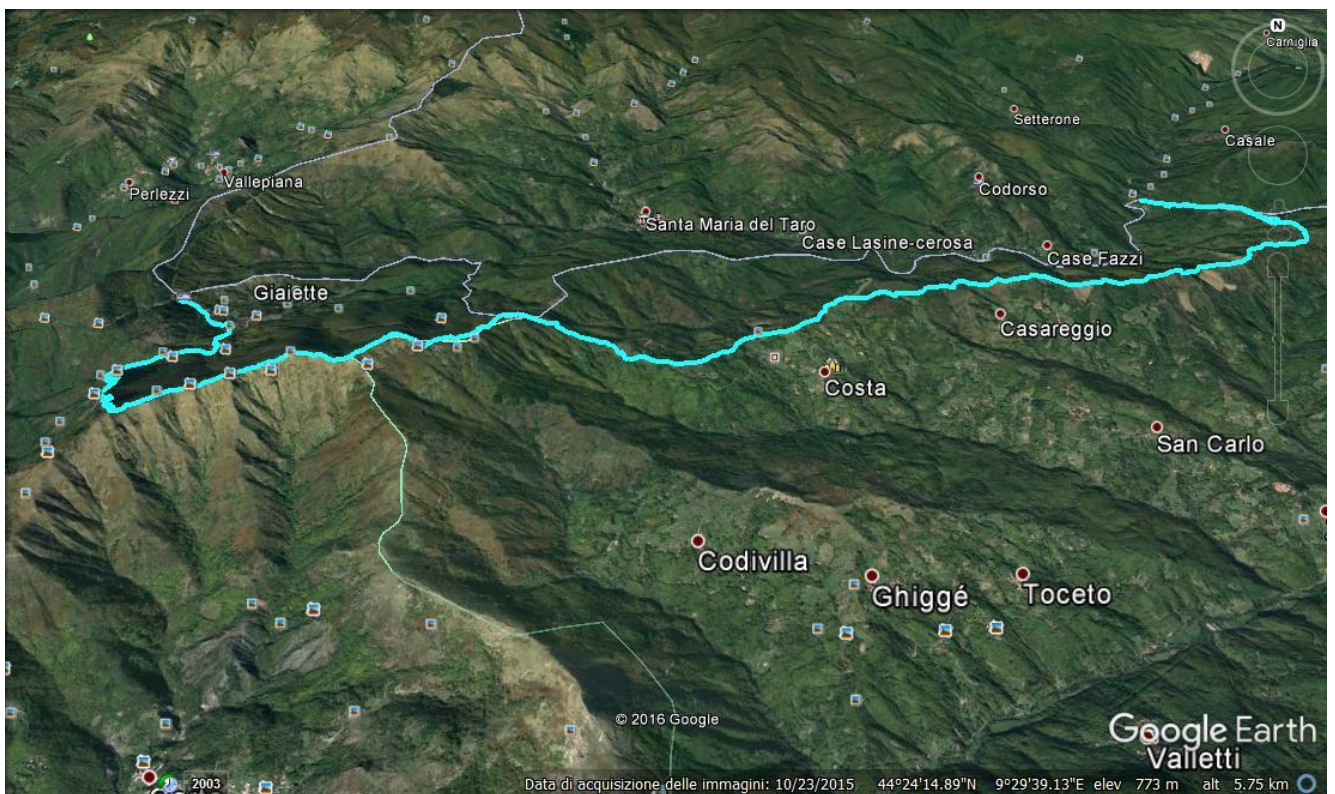 N
Carniglia
Setterone
Casale
Perlezzi
Vallepiana
Codorso
Santa Maria del Taro
Case Lasine-cerosa
Case Fazzi
Giaiette
Casareggio
Costa
San Carlo
Codivilla
Ghiggé
Toceto
© 2016 Google
Google Earth
Valletti
2003
Data di acquisizione delle immagini: 10/23/2015 44°24'14.89"N 9°29'39.13"E elev 773 m alt 5.75 km